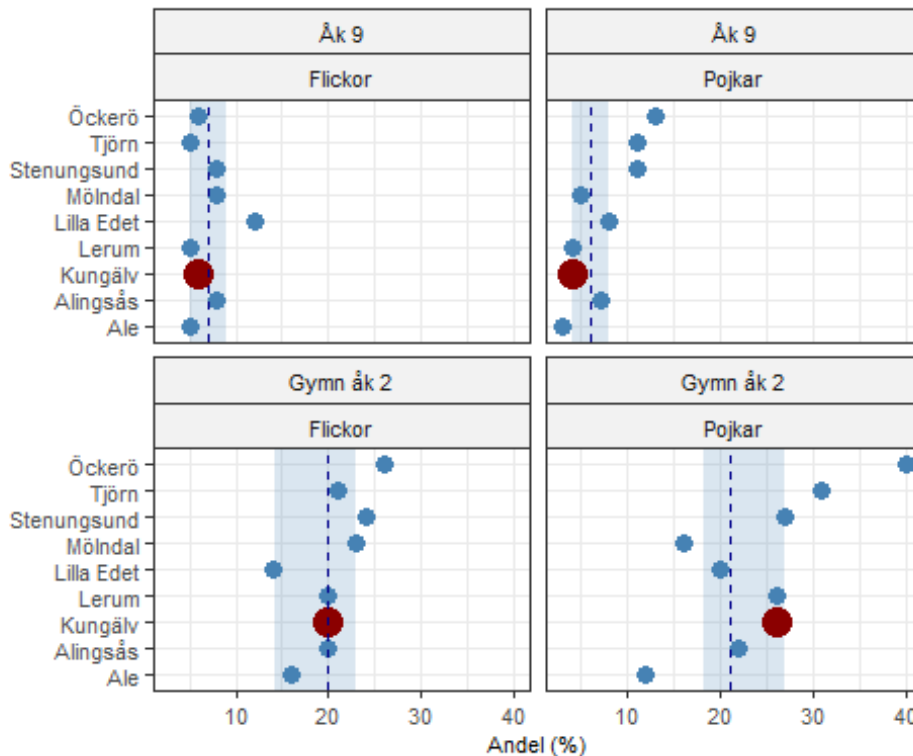 Åk 9
Åk 9
Flickor
Pojkar
Öckerö
Tjörn
Stenungsund
Mölndal
Lilla Edet
Lerum
Kungälv
Alingsås
Ale
Gymn åk 2
Gymn åk 2
Flickor
Pojkar
Öckerö
Tjörn
Stenungsund
Mölndal
Lilla Edet
Lerum
Kungälv
Alingsås
Ale
10 20 30 40 10 20 30 40
Andel (%)